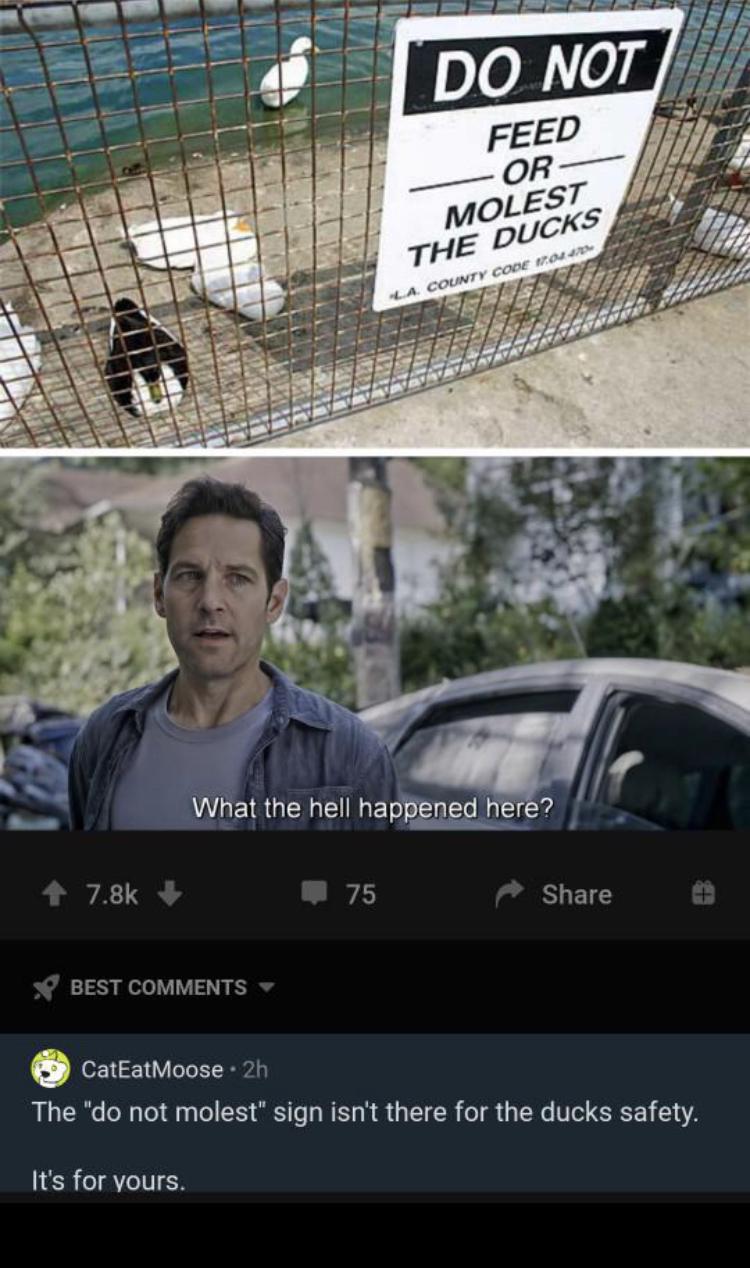 DO NOT
FEED
OR
MOLEST
THE DUCKS
"L.A. COUNTY CODE 17.04.470"
What the hell happened here?
7.8k
75
Share
BEST COMMENTS
CatEatMoose • 2h
The "do not molest" sign isn't there for the ducks safety.
It's for yours.